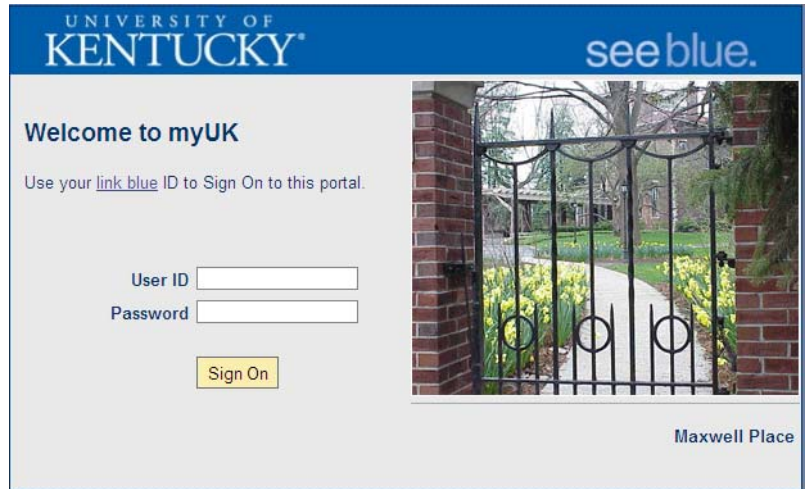 UNIVERSITY OF
KENTUCKY®
see blue.
Welcome to myUK
Use your link blue ID to Sign On to this portal.
User ID
Password
Sign On
Maxwell Place